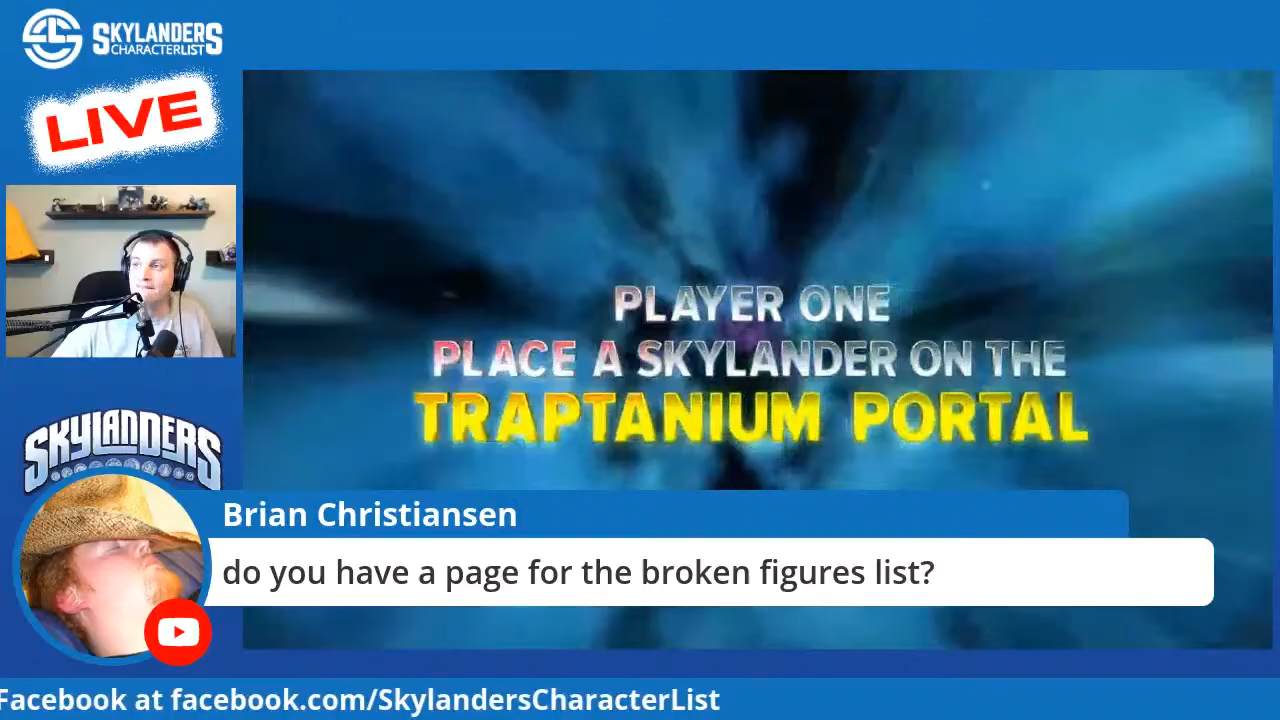 SKYLANDERS
CHARACTERLIST
LIVE
PLAYER ONE
PLACE A SKYLANDER ON THE
TRAPTANIUM PORTAL
SKYLANDERS
Brian Christiansen
do you have a page for the broken figures list?
Facebook at facebook.com/SkylandersCharacterList